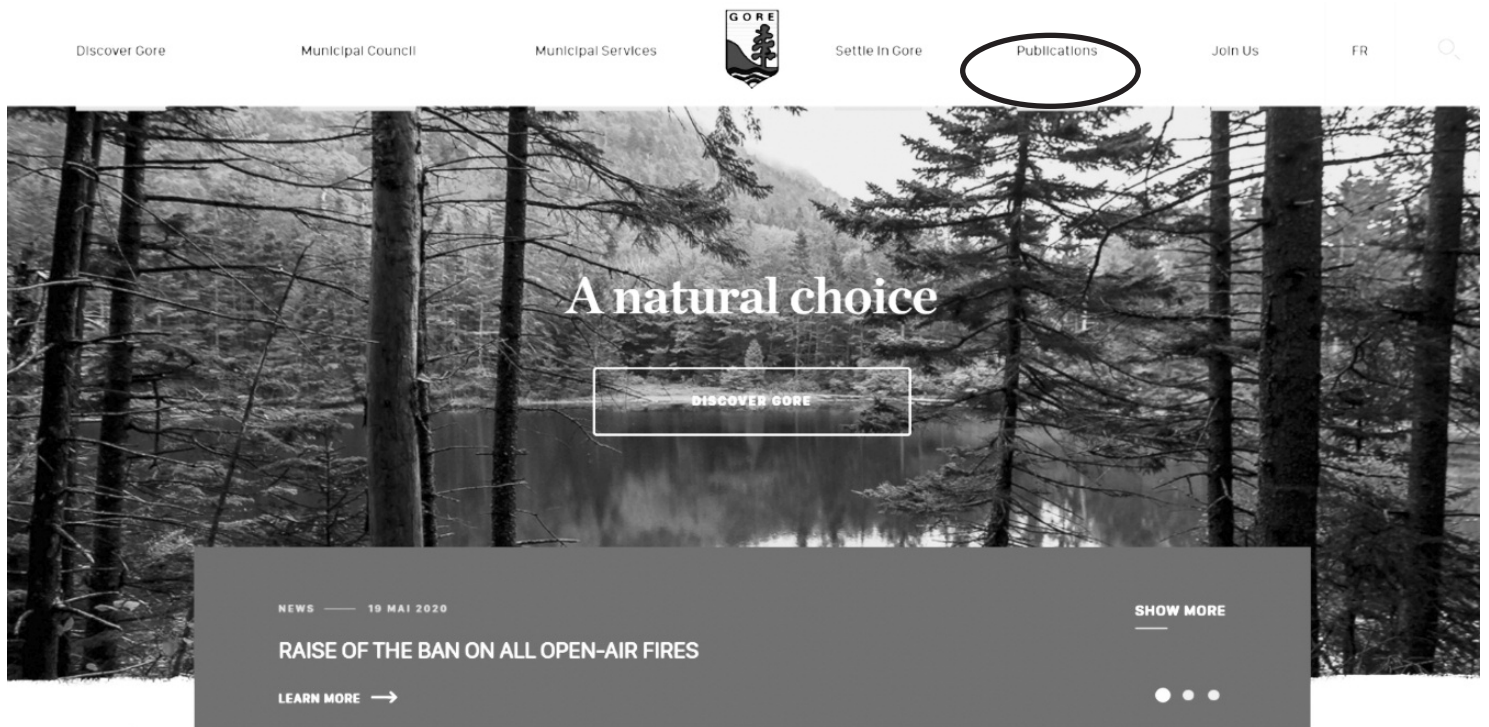 Discover Gore
Municipal Council
Municipal Services
GORE
Settle in Gore
Publications
Join Us
FR
A natural choice
DISCOVER GORE
NEWS 19 MAI 2020
SHOW MORE
RAISE OF THE BAN ON ALL OPEN-AIR FIRES
LEARN MORE